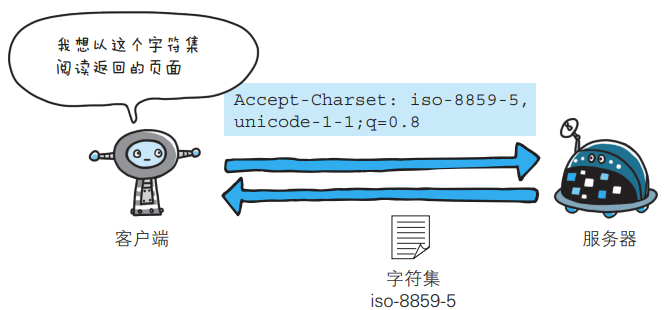 我想以这个字符集
阅读返回的页面
Accept-Charset: iso-8859-5,
unicode-1-1;q=0.8
客户端
服务器
字符集
iso-8859-5